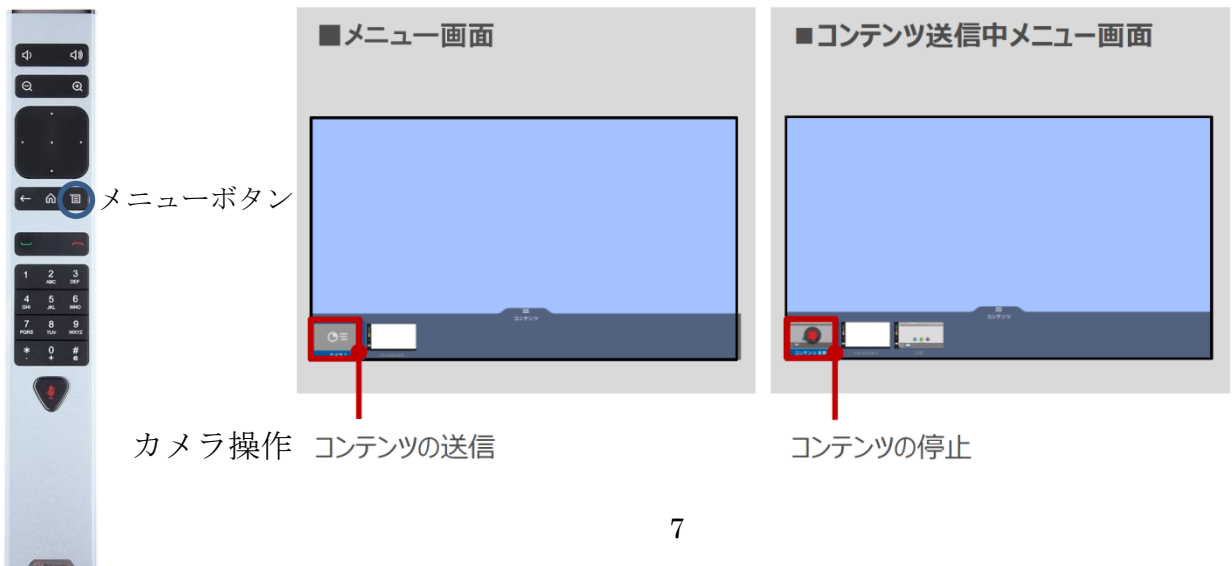 ■メニュー画面
■コンテンツ送信中メニュー画面
メニューボタン
1 2 3
ABC DEF
4 5 6
GHI JKL MNO
7 8 9
PQRS TUV WXYZ
* 0 #
. +
コンテンツ
コンテンツ
カメラ操作
コンテンツの送信
コンテンツの停止
7